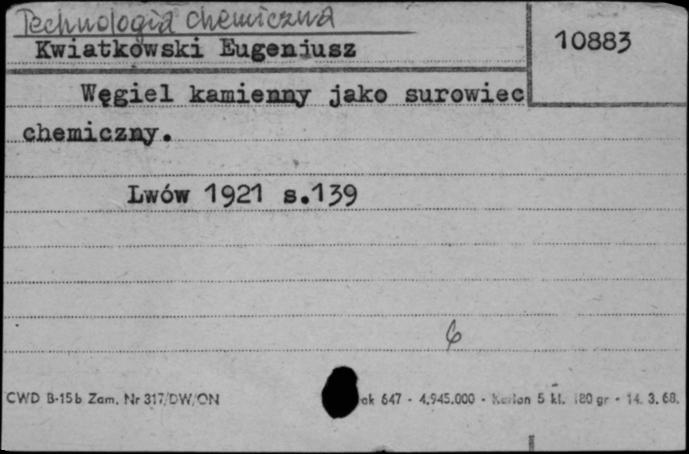 Technologia chemiczna
Kwiatkowski Eugeniusz
10883
Węgiel kamienny jako surowiec
chemiczny.
Lwów 1921 s.139
6
CWD B-15b Zam. Nr 317/DW/ON ak 647 - 4.945.000 - Karton 5 kl. 180 gr - 14. 3. 68.